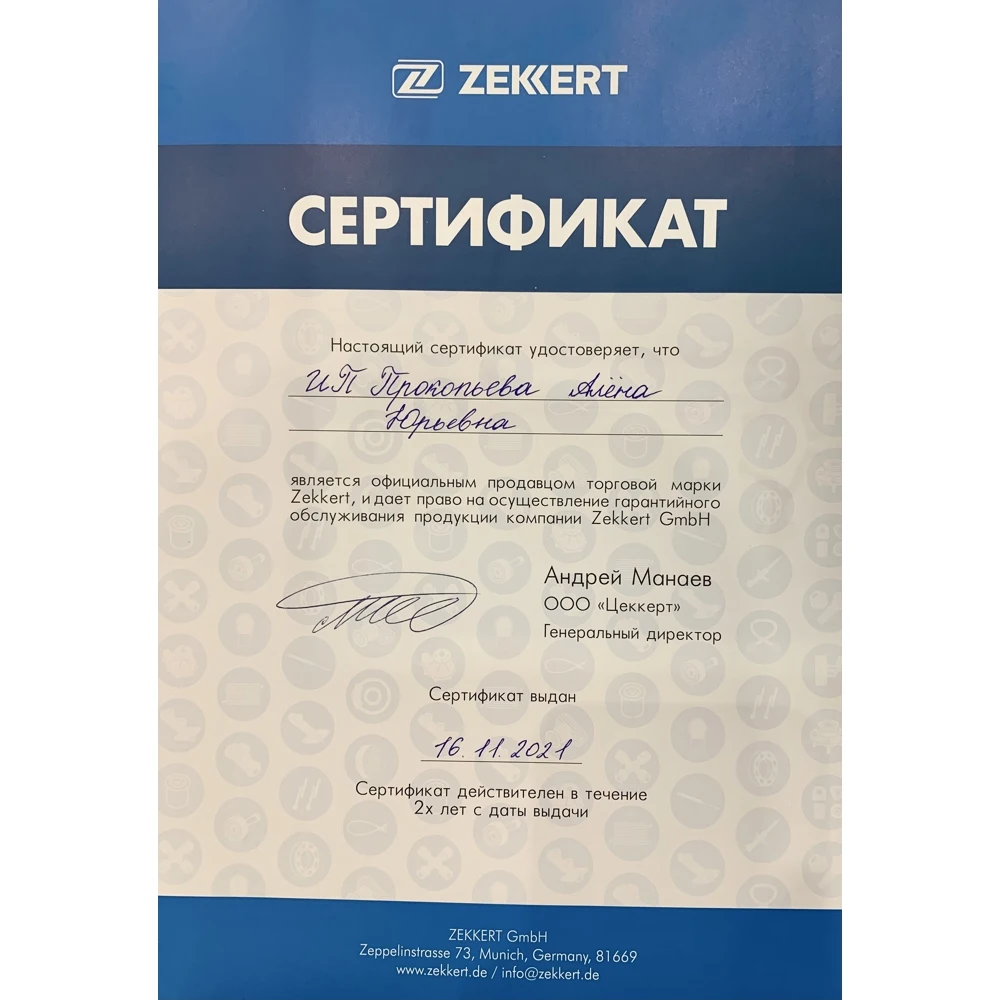 ZEKKERT
СЕРТИФИКАТ
Настоящий сертификат удостоверяет, что
ИП Прокопьева Алёна
Юрьевна
является официальным продавцом торговой марки
Zekkert, и дает право на осуществление гарантийного
обслуживания продукции компании Zekkert GmbH
Андрей Манаев
ООО «Цеккерт»
Генеральный директор
Сертификат выдан
16.11.2021
Сертификат действителен в течение
2х лет с даты выдачи
ZEKKERT GmbH
Zeppelinstrasse 73, Munich, Germany, 81669
www.zekkert.de / info@zekkert.de